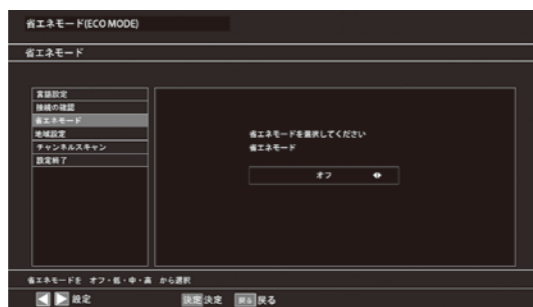 省エネモード(ECO MODE)
省エネモード
言語設定
接続の確認
省エネモード
地域設定
チャンネルスキャン
設定終了
省エネモードを選択してください
省エネモード
オフ
省エネモードを オフ・低・中・高 から選択
設定 決定 決定 戻る 戻る